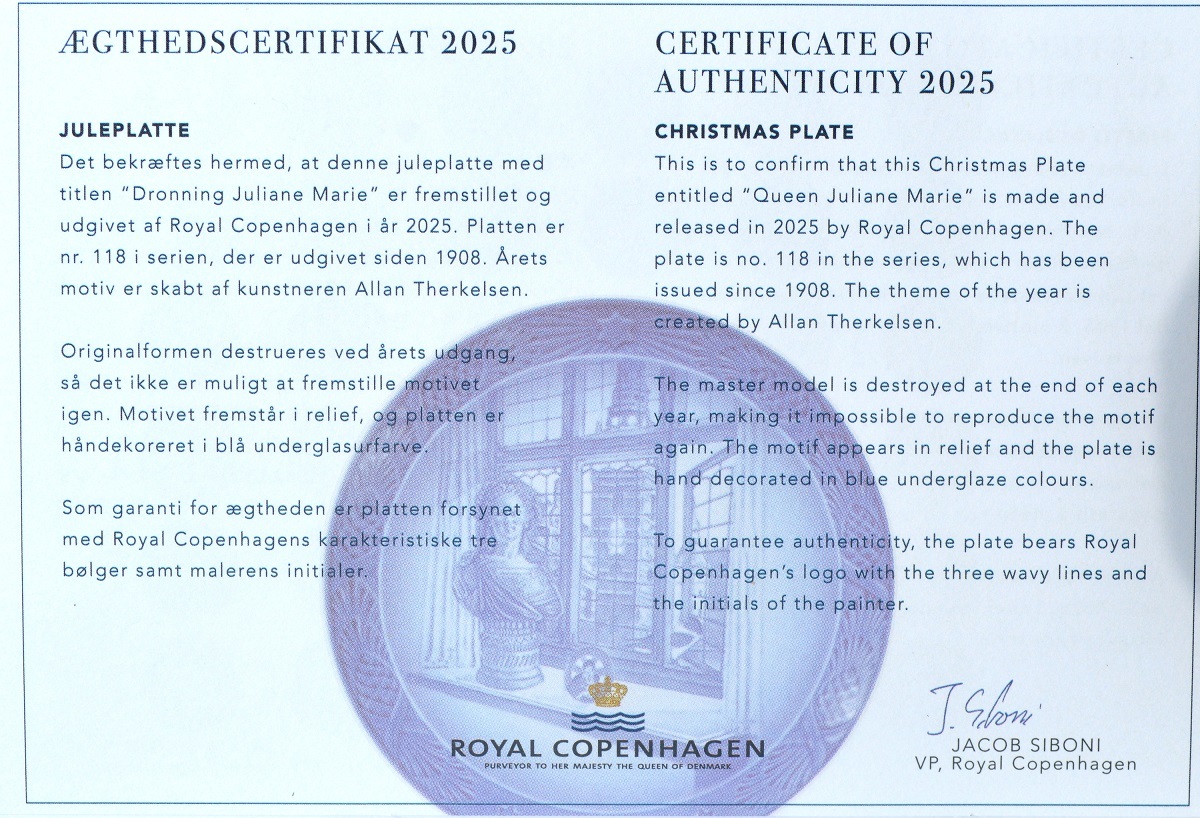 ÆGTHEDSCERTIFIKAT 2025
JULEPLATTE
Det bekræftes hermed, at denne juleplatte med
titlen “Dronning Juliane Marie” er fremstillet og
udgivet af Royal Copenhagen i år 2025. Platten er
nr. 118 i serien, der er udgivet siden 1908. Årets
motiv er skabt af kunstneren Allan Therkelsen.
Originalformen destrueres ved årets udgang,
så det ikke er muligt at fremstille motivet
igen. Motivet fremstår i relief, og platten er
håndekoreret i blå underglasurfarve.
Som garanti for ægtheden er platten forsynet
med Royal Copenhagens karakteristiske tre
bølger samt malerens initialer.
CERTIFICATE OF
AUTHENTICITY 2025
CHRISTMAS PLATE
This is to confirm that this Christmas Plate
entitled “Queen Juliane Marie” is made and
released in 2025 by Royal Copenhagen. The
plate is no. 118 in the series, which has been
issued since 1908. The theme of the year is
created by Allan Therkelsen.
The master model is destroyed at the end of each
year, making it impossible to reproduce the motif
again. The motif appears in relief and the plate is
hand decorated in blue underglaze colours.
To guarantee authenticity, the plate bears Royal
Copenhagen’s logo with the three wavy lines and
the initials of the painter.
J. Siboni
JACOB SIBONI
VP, Royal Copenhagen
ROYAL COPENHAGEN
PURVEYOR TO HER MAJESTY THE QUEEN OF DENMARK